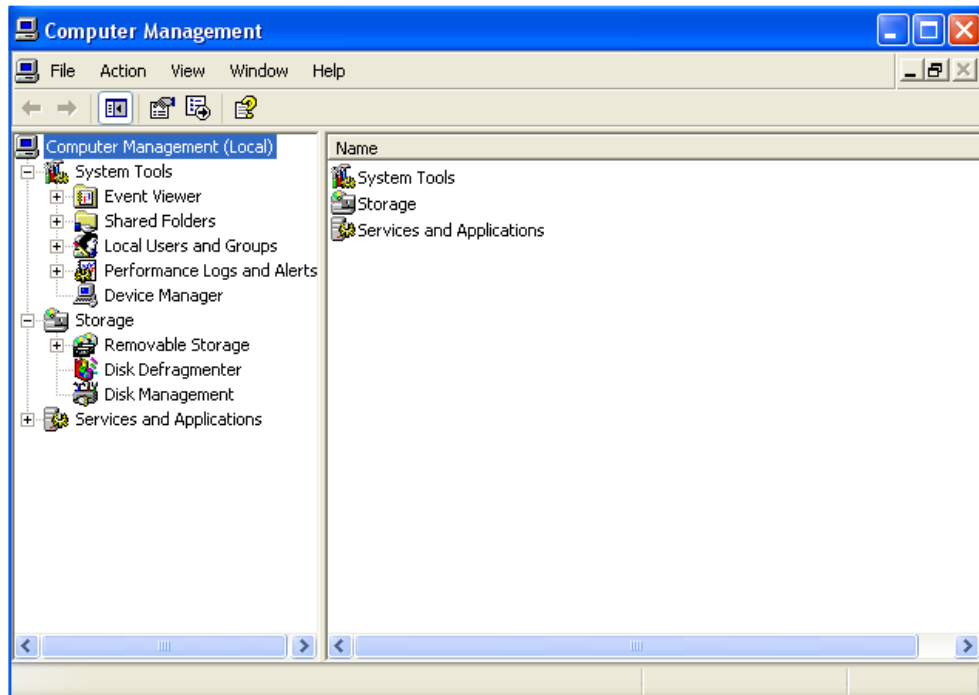 Computer Management
File Action View Window Help
Computer Management (Local)
System Tools
Event Viewer
Shared Folders
Local Users and Groups
Performance Logs and Alerts
Device Manager
Storage
Removable Storage
Disk Defragmenter
Disk Management
Services and Applications
Name
System Tools
Storage
Services and Applications